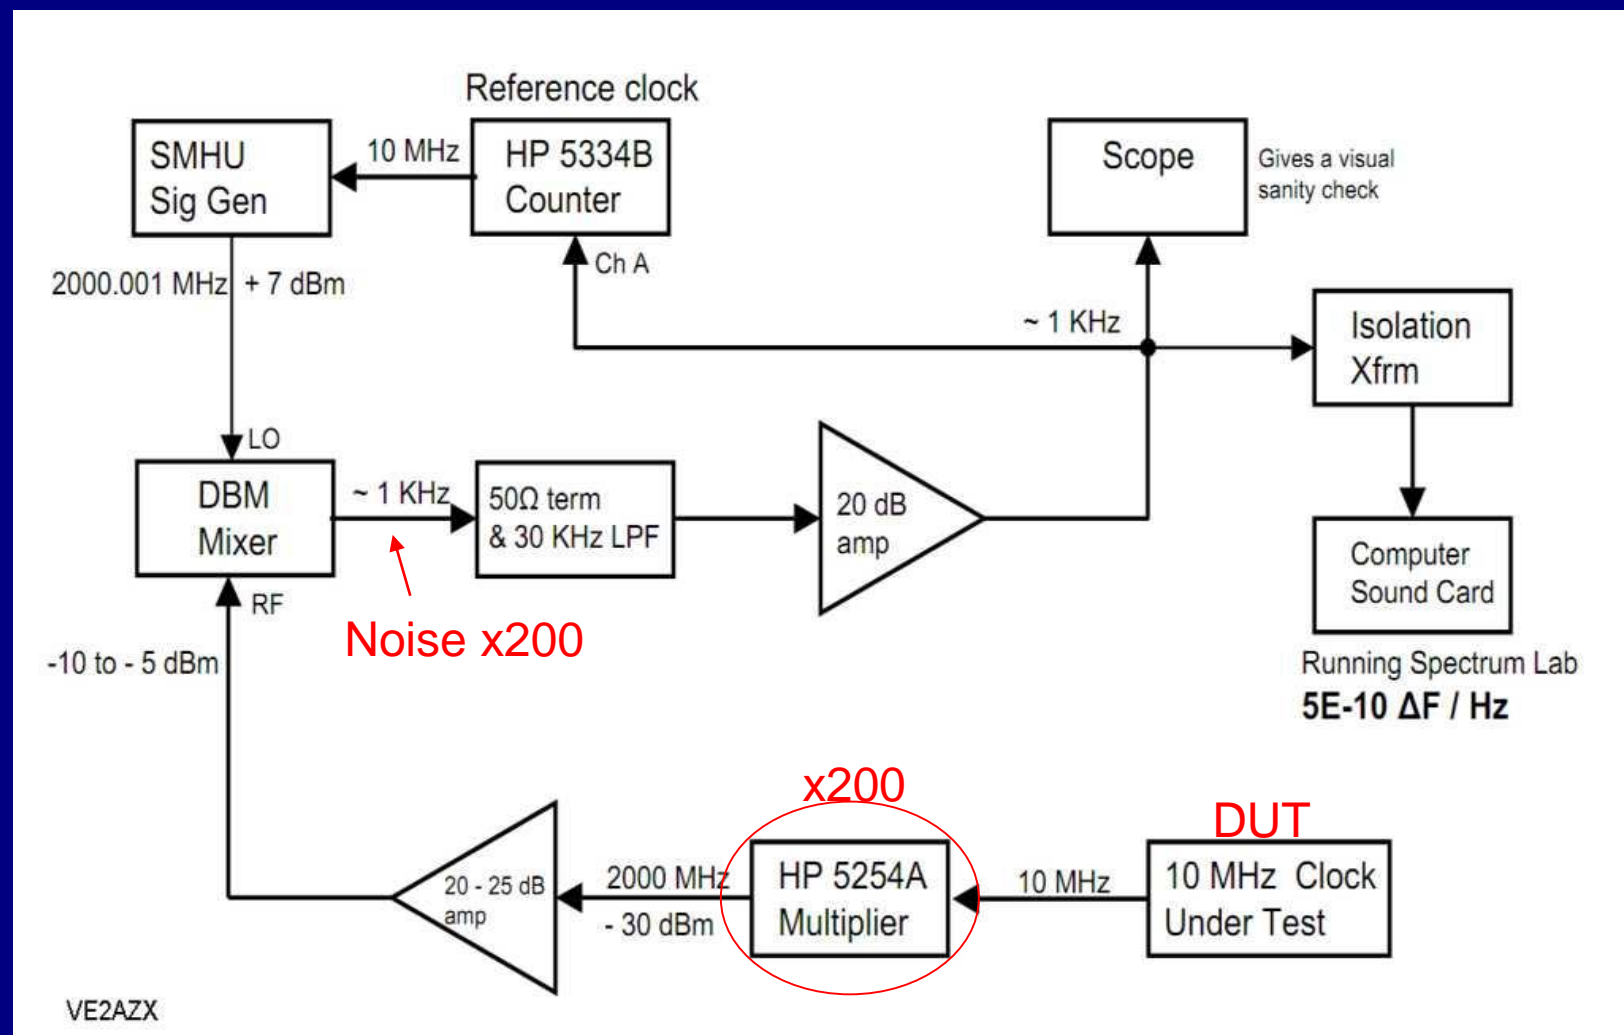 Reference clock
SMHU
Sig Gen
10 MHz
HP 5334B
Counter
Scope
Gives a visual
sanity check
Ch A
2000.001 MHz
+ 7 dBm
~ 1 KHz
Isolation
Xfrm
LO
DBM
Mixer
~ 1 KHz
50Ω term
& 30 KHz LPF
20 dB
amp
Computer
Sound Card
RF
Noise x200
-10 to - 5 dBm
Running Spectrum Lab
5E-10 ΔF / Hz
x200
DUT
20 - 25 dB
amp
2000 MHz
- 30 dBm
HP 5254A
Multiplier
10 MHz
10 MHz Clock
Under Test
VE2AZX